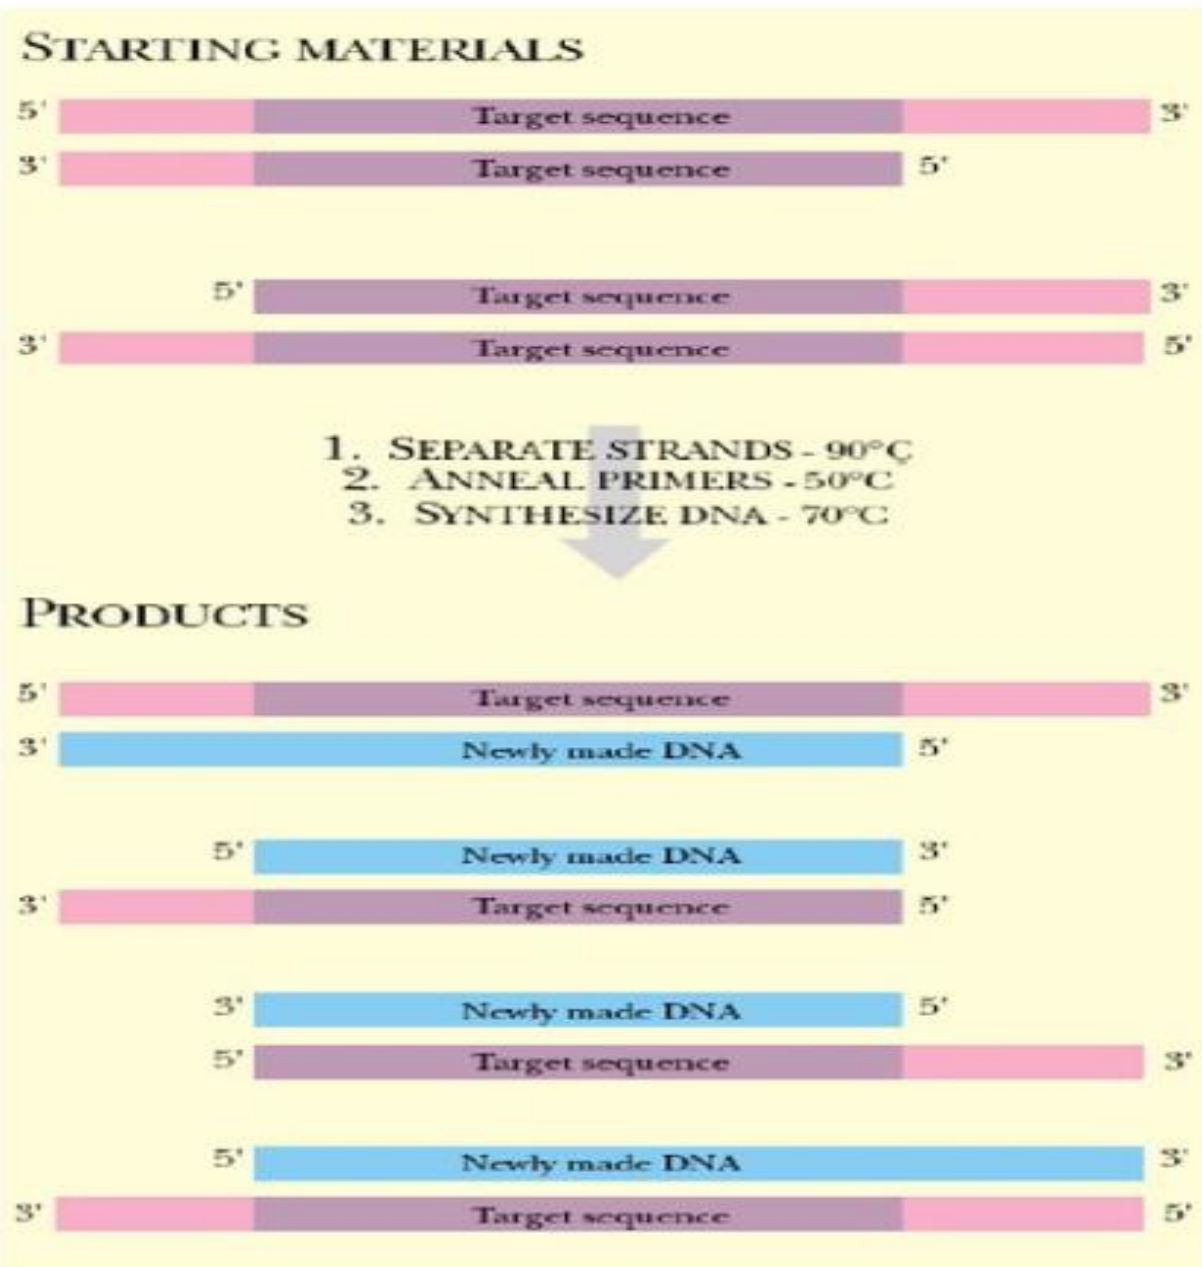 STARTING MATERIALS
5' Target sequence 3'
3' Target sequence 5'
5' Target sequence 3'
3' Target sequence 5'
1. SEPARATE STRANDS - 90°C
2. ANNEAL PRIMERS - 50°C
3. SYNTHESIZE DNA - 70°C
PRODUCTS
5' Target sequence 3'
3' Newly made DNA 5'
5' Newly made DNA 3'
3' Target sequence 5'
3' Newly made DNA 5'
5' Target sequence 3'
5' Newly made DNA 3'
3' Target sequence 5'